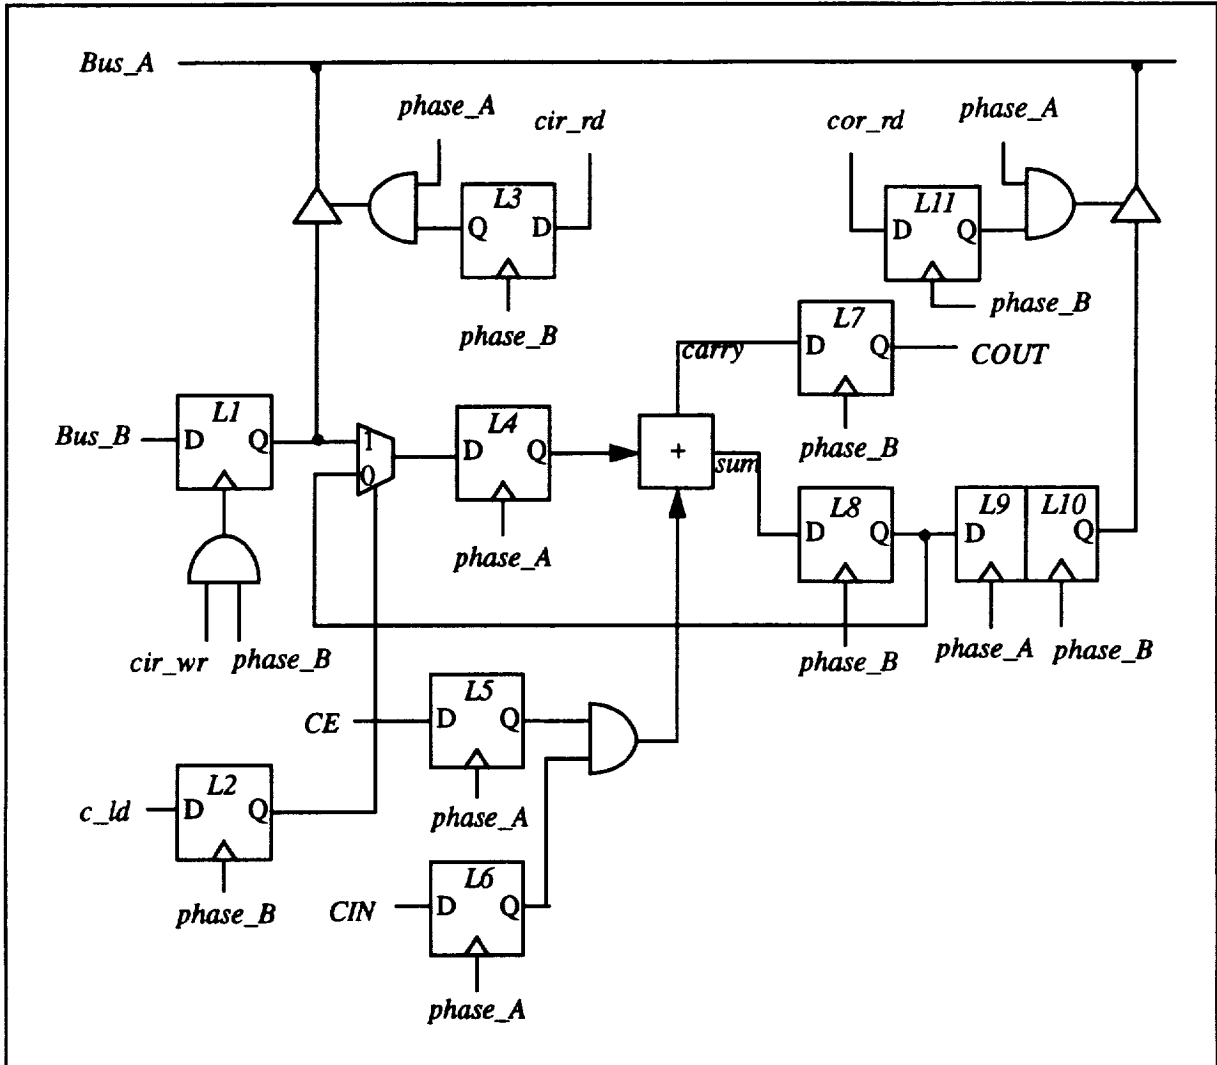 Bus_A
phase_A
cir_rd
cor_rd
phase_A
L3
Q D
L11
D Q
phase_B
phase_B
L7
D Q
carry
COUT
phase_B
Bus_B
L1
D Q
1
Q
L4
D Q
+
sum
phase_A
L8
D Q
L9 L10
D Q
phase_B
phase_A phase_B
cir_wr phase_B
L5
CE
D Q
phase_A
L2
c_ld
D Q
phase_B
L6
CIN
D Q
phase_A